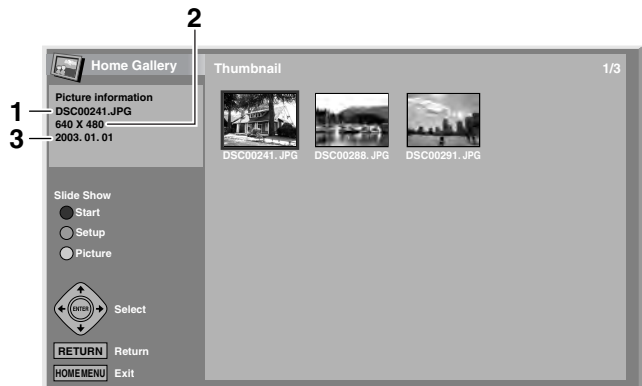 2
Home Gallery
Thumbnail
1/3
Picture information
1
DSC00241.JPG
640 X 480
3
2003. 01. 01
DSC00241. JPG
DSC00288. JPG
DSC00291. JPG
Slide Show
Start
Setup
Picture
ENTER
Select
RETURN Return
HOMEMENU Exit